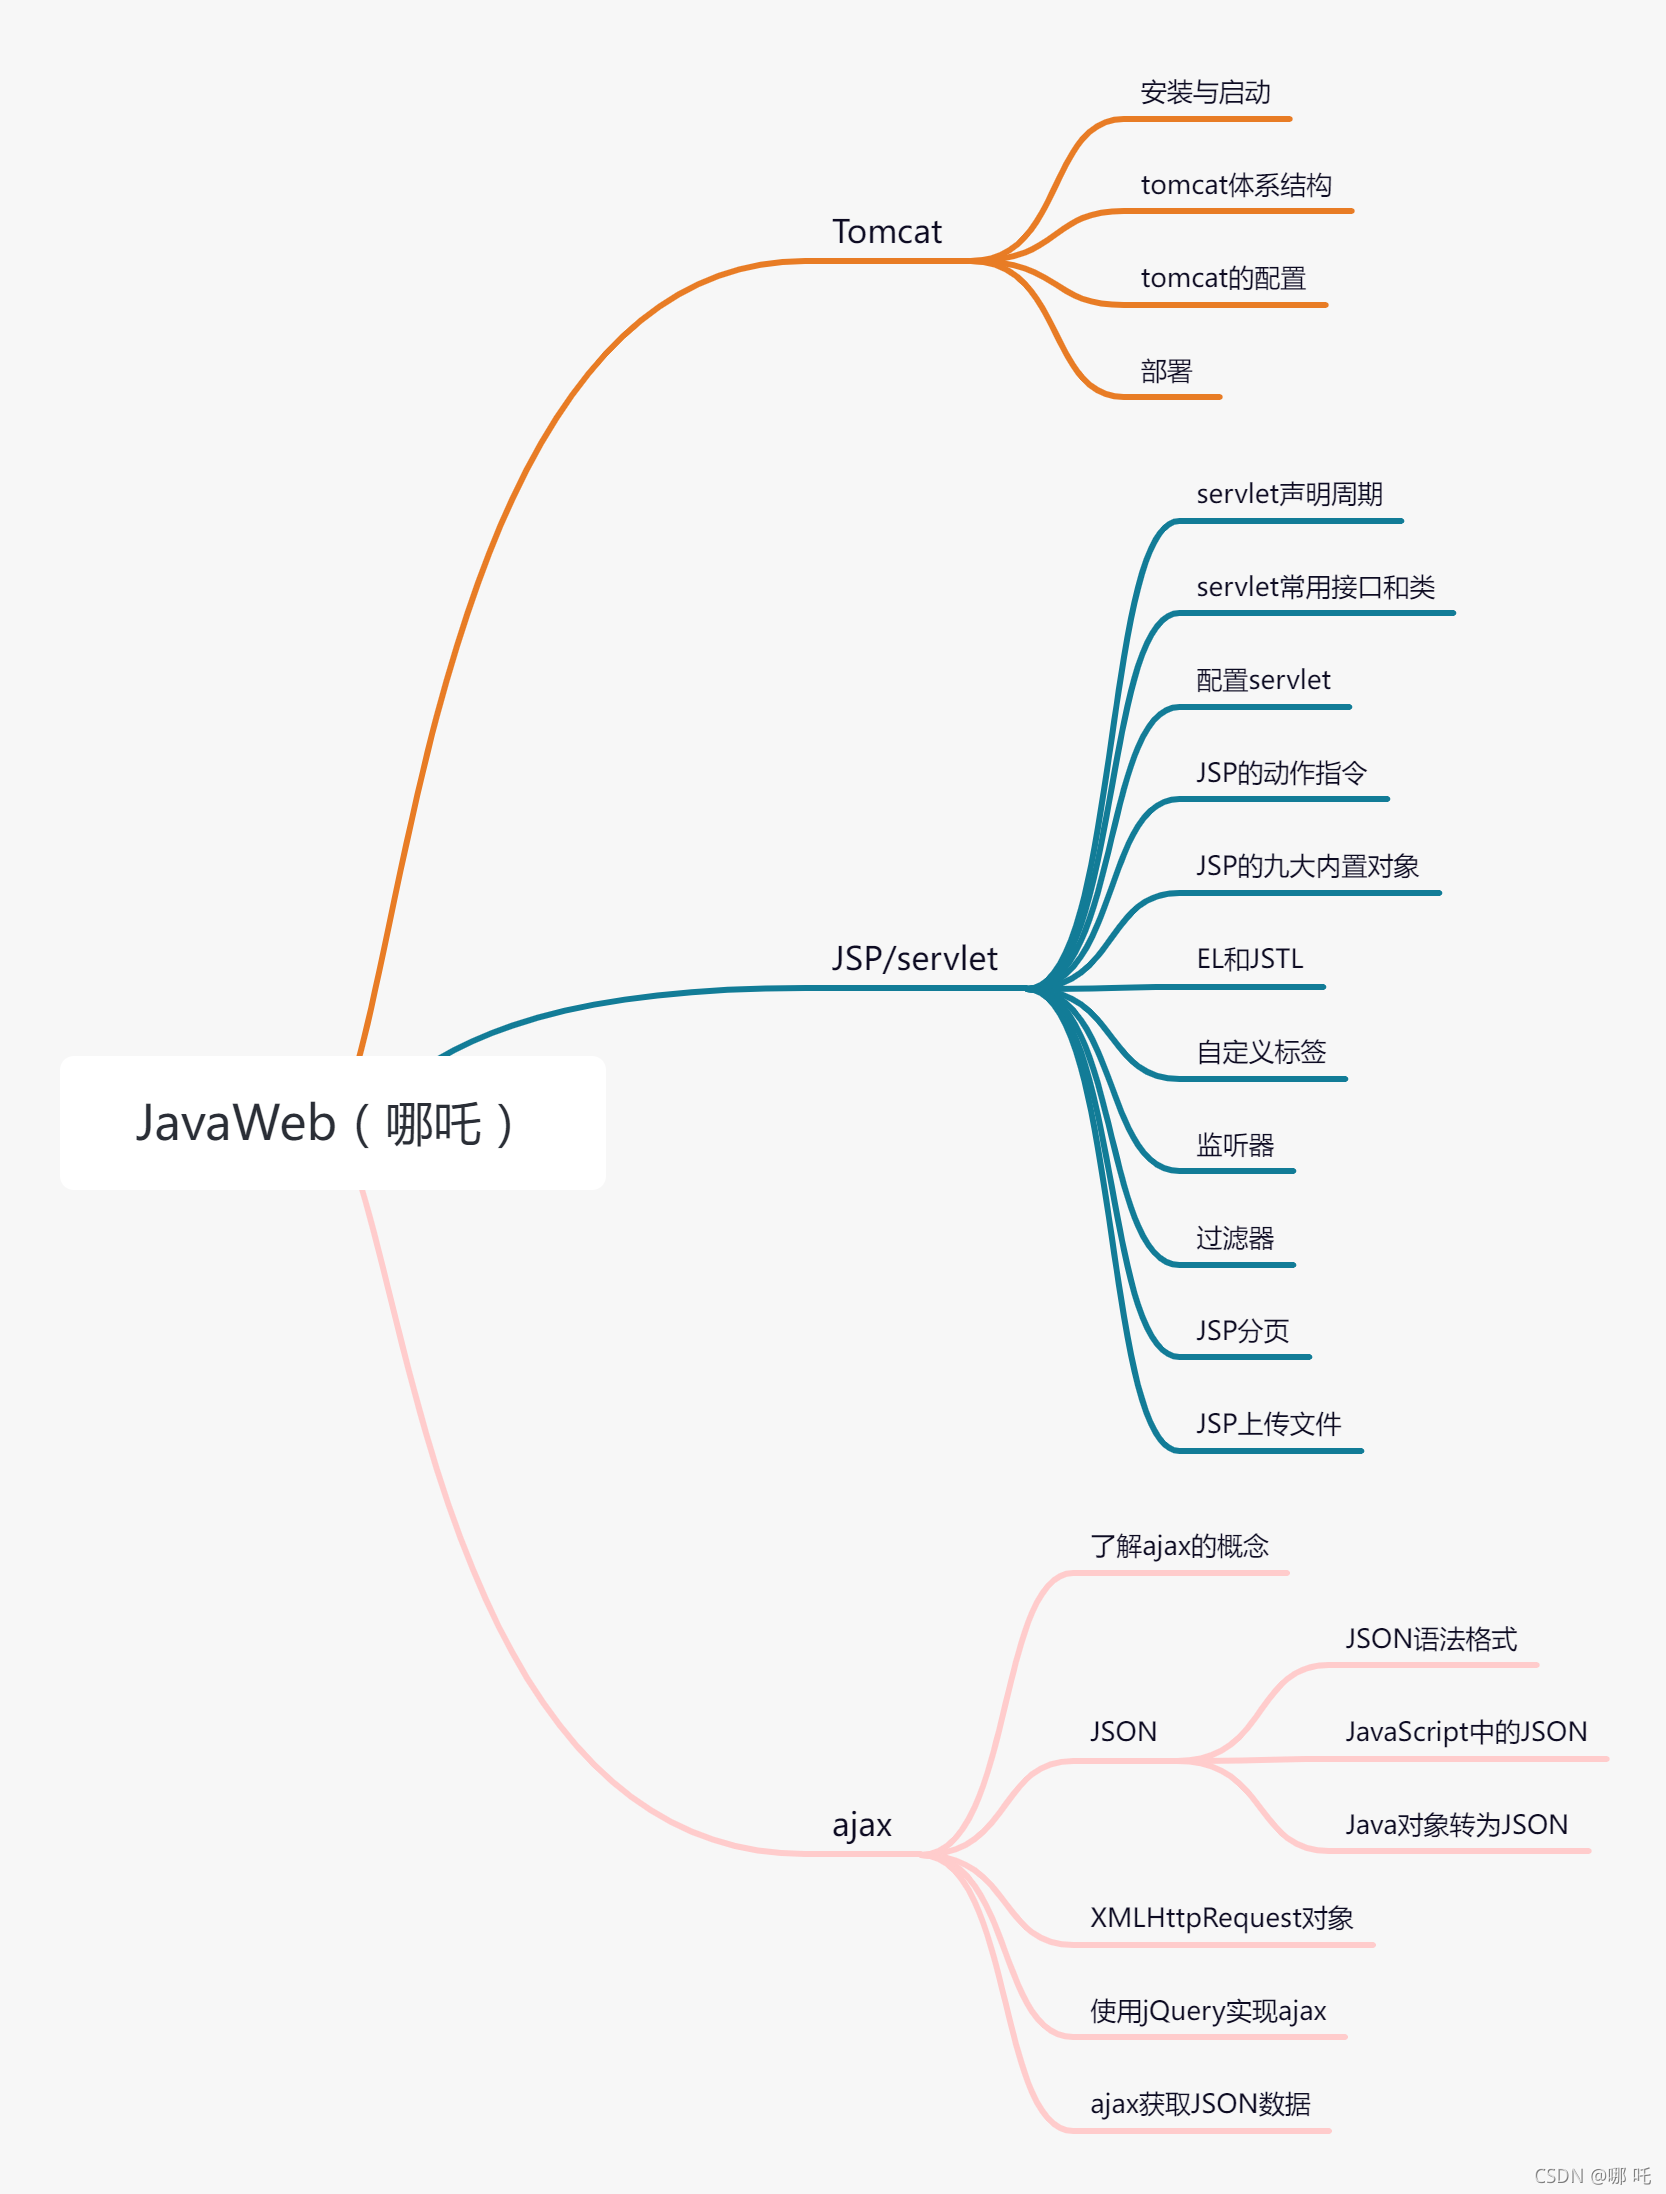 安装与启动
tomcat体系结构
Tomcat
tomcat的配置
部署
servlet声明周期
servlet常用接口和类
配置servlet
JSP的动作指令
JSP的九大内置对象
JSP/servlet
EL和JSTL
自定义标签
JavaWeb（哪吒）
监听器
过滤器
JSP分页
JSP上传文件
了解ajax的概念
JSON语法格式
JSON
JavaScript中的JSON
ajax
Java对象转为JSON
XMLHttpRequest对象
使用jQuery实现ajax
ajax获取JSON数据
CSDN @哪 吒